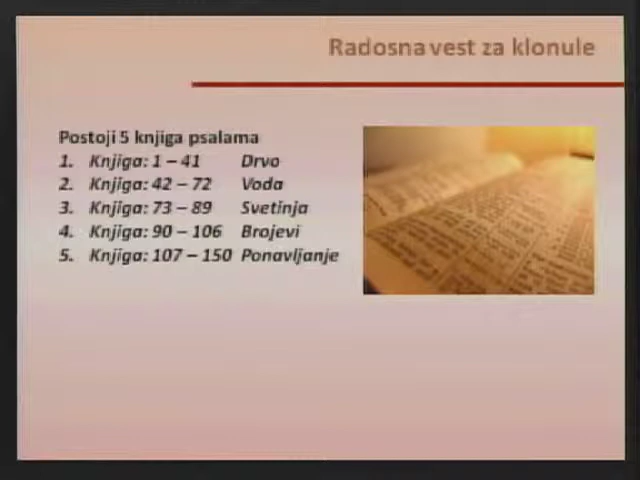 Radosna vest za klonule
Postoji 5 knjiga psalama
1. Knjiga: 1 – 41 Drvo
2. Knjiga: 42 – 72 Voda
3. Knjiga: 73 – 89 Svetinja
4. Knjiga: 90 – 106 Brojevi
5. Knjiga: 107 – 150 Ponavljanje